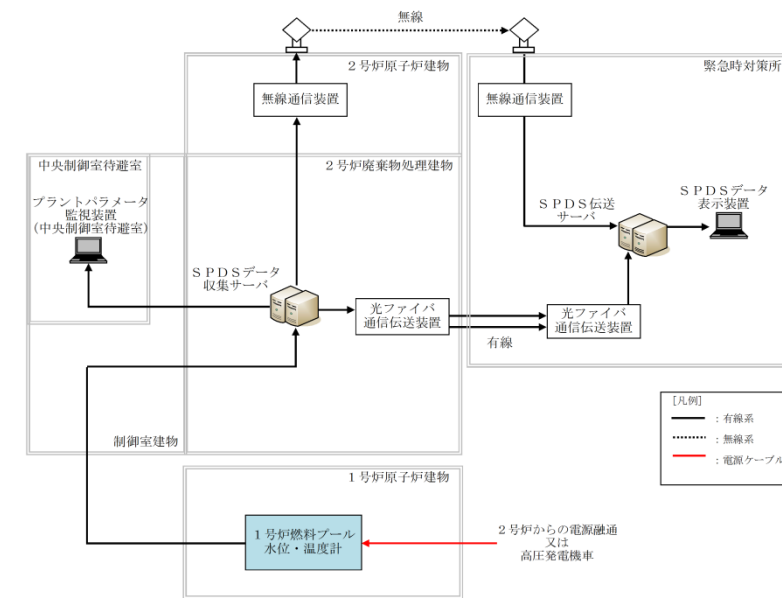 無線
２号炉原子炉建物
緊急時対策所
無線通信装置
無線通信装置
中央制御室待避室
２号炉廃棄物処理建物
プラントパラメータ
監視装置
（中央制御室待避室）
ＳＰＤＳデータ
収集サーバ
ＳＰＤＳ伝送
サーバ
ＳＰＤＳデータ
表示装置
光ファイバ
通信伝送装置
光ファイバ
通信伝送装置
有線
制御室建物
[凡例]
：有線系
：無線系
：電源ケーブル
１号炉原子炉建物
１号炉燃料プール
水位・温度計
２号炉からの電源融通
又は
高圧発電機車